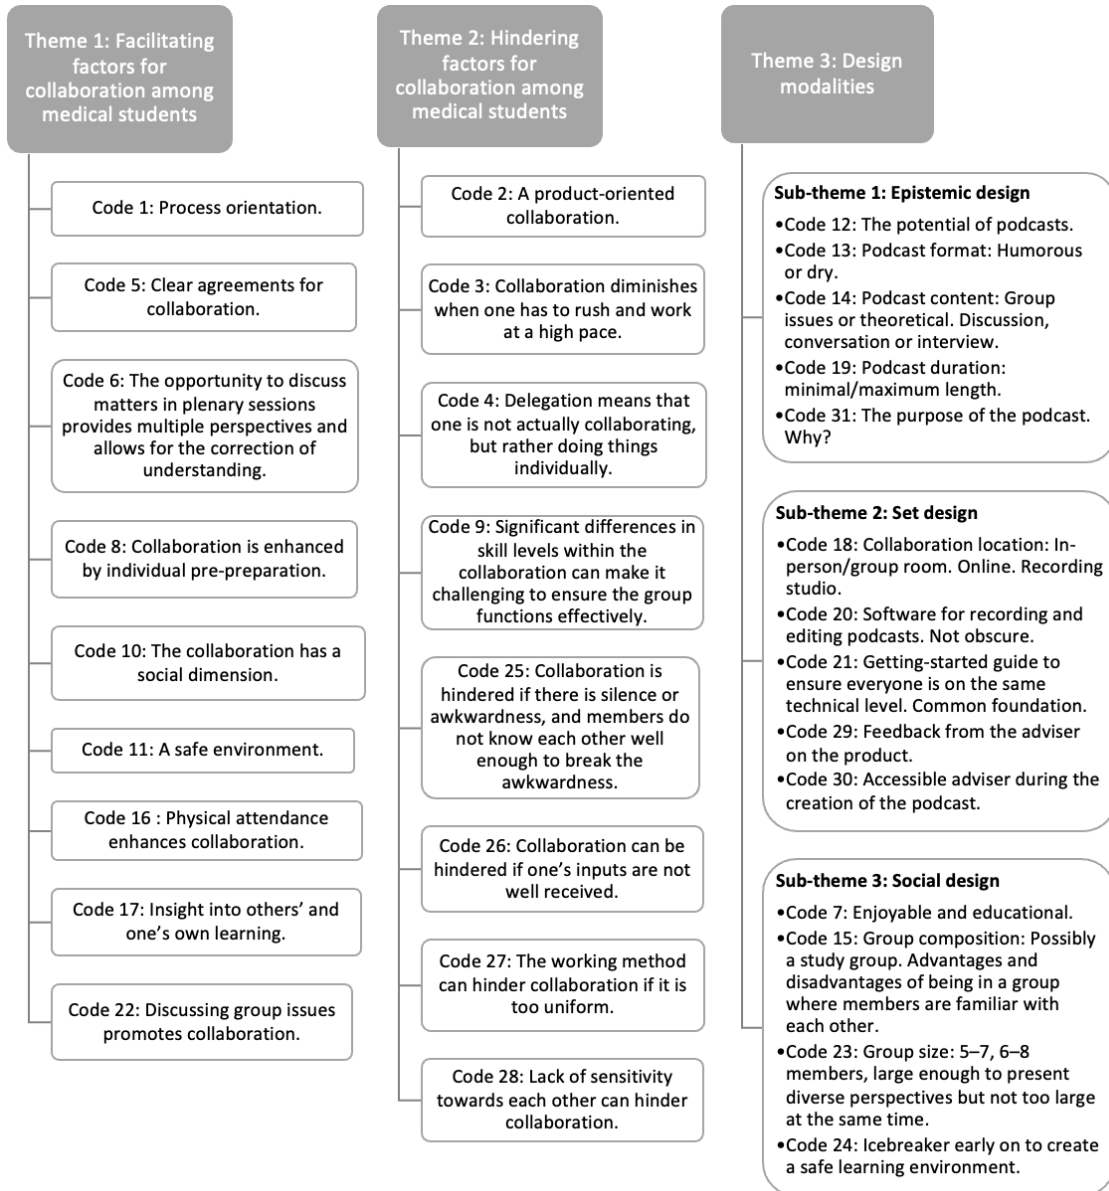 Theme 1: Facilitating
factors for
collaboration among
medical students
Code 1: Process orientation.
Code 5: Clear agreements for
collaboration.
Code 6: The opportunity to discuss
matters in plenary sessions
provides multiple perspectives and
allows for the correction of
understanding.
Code 8: Collaboration is enhanced
by individual pre-preparation.
Code 10: The collaboration has a
social dimension.
Code 11: A safe environment.
Code 16 : Physical attendance
enhances collaboration.
Code 17: Insight into others’ and
one’s own learning.
Code 22: Discussing group issues
promotes collaboration.
Theme 2: Hindering
factors for
collaboration among
medical students
Code 2: A product-oriented
collaboration.
Code 3: Collaboration diminishes
when one has to rush and work
at a high pace.
Code 4: Delegation means that
one is not actually collaborating,
but rather doing things
individually.
Code 9: Significant differences in
skill levels within the
collaboration can make it
challenging to ensure the group
functions effectively.
Code 25: Collaboration is
hindered if there is silence or
awkwardness, and members do
not know each other well
enough to break the
awkwardness.
Code 26: Collaboration can be
hindered if one’s inputs are not
well received.
Code 27: The working method
can hinder collaboration if it is
too uniform.
Code 28: Lack of sensitivity
towards each other can hinder
collaboration.
Theme 3: Design
modalities
Sub-theme 1: Epistemic design
•Code 12: The potential of podcasts.
•Code 13: Podcast format: Humorous
or dry.
•Code 14: Podcast content: Group
issues or theoretical. Discussion,
conversation or interview.
•Code 19: Podcast duration:
minimal/maximum length.
•Code 31: The purpose of the podcast.
Why?
Sub-theme 2: Set design
•Code 18: Collaboration location: In-
person/group room. Online. Recording
studio.
•Code 20: Software for recording and
editing podcasts. Not obscure.
•Code 21: Getting-started guide to
ensure everyone is on the same
technical level. Common foundation.
•Code 29: Feedback from the adviser
on the product.
•Code 30: Accessible adviser during the
creation of the podcast.
Sub-theme 3: Social design
•Code 7: Enjoyable and educational.
•Code 15: Group composition: Possibly
a study group. Advantages and
disadvantages of being in a group
where members are familiar with
each other.
•Code 23: Group size: 5–7, 6–8
members, large enough to present
diverse perspectives but not too large
at the same time.
•Code 24: Icebreaker early on to create
a safe learning environment.